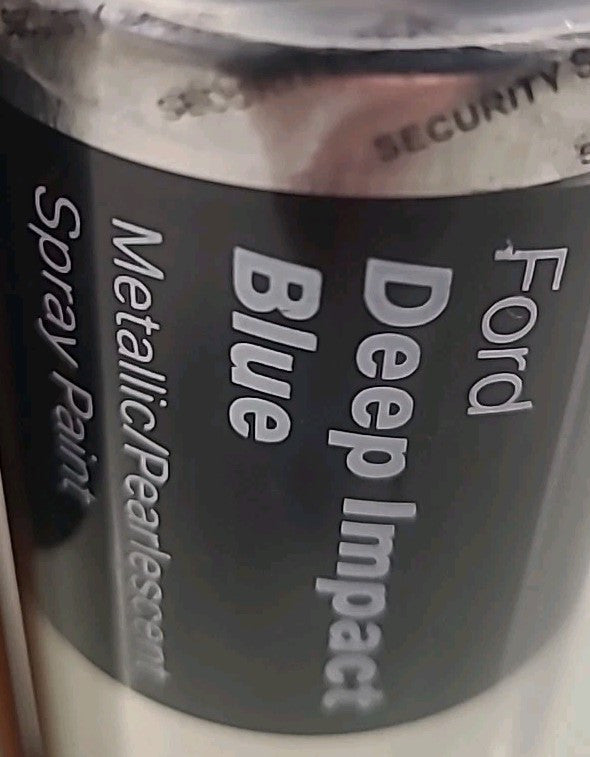 SECURITY S
Ford
Deep Impact
Blue
Metallic/Pearlescent
Spray Paint